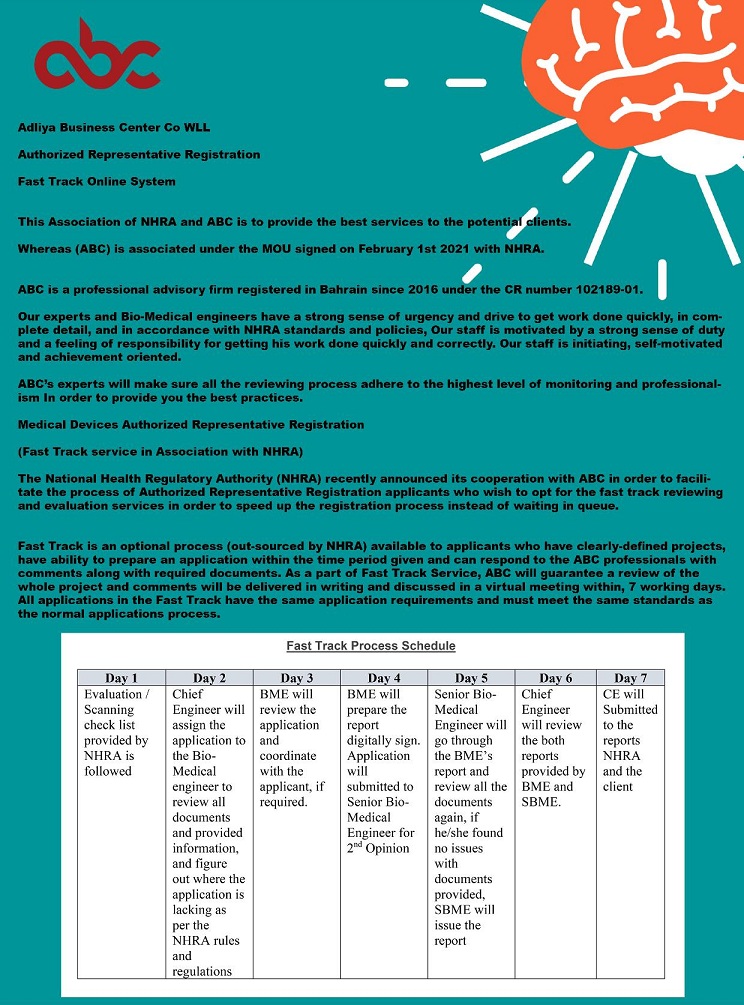 abc
Adliya Business Center Co WLL
Authorized Representative Registration
Fast Track Online System
This Association of NHRA and ABC is to provide the best services to the potential clients.
Whereas (ABC) is associated under the MOU signed on February 1st 2021 with NHRA.
ABC is a professional advisory firm registered in Bahrain since 2016 under the CR number 102189-01.
Our experts and Bio-Medical engineers have a strong sense of urgency and drive to get work done quickly, in com-
plete detail, and in accordance with NHRA standards and policies, Our staff is motivated by a strong sense of duty
and a feeling of responsibility for getting his work done quickly and correctly. Our staff is initiating, self-motivated
and achievement oriented.
ABC's experts will make sure all the reviewing process adhere to the highest level of monitoring and professional-
ism In order to provide you the best practices.
Medical Devices Authorized Representative Registration
(Fast Track service in Association with NHRA)
The National Health Regulatory Authority (NHRA) recently announced its cooperation with ABC in order to facili-
tate the process of Authorized Representative Registration applicants who wish to opt for the fast track reviewing
and evaluation services in order to speed up the registration process instead of waiting in queue.
Fast Track is an optional process (out-sourced by NHRA) available to applicants who have clearly-defined projects,
have ability to prepare an application within the time period given and can respond to the ABC professionals with
comments along with required documents. As a part of Fast Track Service, ABC will guarantee a review of the
whole project and comments will be delivered in writing and discussed in a virtual meeting within, 7 working days.
All applications in the Fast Track have the same application requirements and must meet the same standards as
the normal applications process.
Fast Track Process Schedule
Day 1
Evaluation /
Scanning
check list
provided by
NHRA is
followed
Day 2
Chief
Engineer will
assign the
application to
the Bio-
Medical
engineer to
review all
documents
and provided
information,
and figure
out where the
application is
lacking as
per the
NHRA rules
and
regulations
Day 3
BME will
review the
application
and
coordinate
with the
applicant, if
required.
Day 4
BME will
prepare the
report
digitally sign.
Application
will
submitted to
Senior Bio-
Medical
Engineer for
2nd Opinion
Day 5
Senior Bio-
Medical
Engineer will
go through
the BME's
report and
review all the
documents
again, if
he/she found
no issues
with
documents
provided,
SBME will
issue the
report
Day 6
Chief
Engineer
will review
the both
reports
provided by
BME and
SBME.
Day 7
CE will
Submitted
to the
reports
NHRA
and the
client